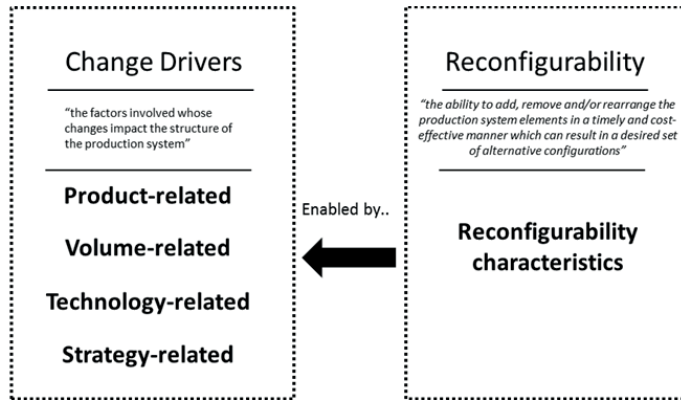 Change Drivers
“the factors involved whose
changes impact the structure of
the production system”
Product-related
Volume-related
Technology-related
Strategy-related
Enabled by..
Reconfigurability
“the ability to add, remove and/or rearrange the
production system elements in a timely and cost-
effective manner which can result in a desired set
of alternative configurations”
Reconfigurability
characteristics